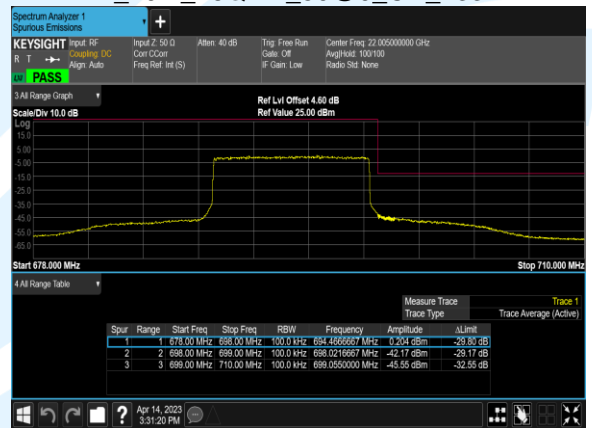 Spectrum Analyzer 1
Spurious Emissions
KEYSIGHT Input: RF Input Z: 50 Ω Atten: 40 dB Trig: Free Run Center Freq: 22.005000000 GHz
R T Coupling: DC Corr CCorr Gate: Off Avg|Hold: 100/100
Align: Auto Freq Ref: Int (S) IF Gain: Low Radio Std: None
PASS
3 All Range Graph
Ref Lvl Offset 4.60 dB
Scale/Div 10.0 dB Ref Value 25.00 dBm
Log
15.0
5.00
-5.00
-15.0
-25.0
-35.0
-45.0
-55.0
-65.0
Start 678.000 MHz Stop 710.000 MHz
4 All Range Table
Measure Trace Trace 1
Trace Type Trace Average (Active)
Spur Range Start Freq Stop Freq RBW Frequency Amplitude ΔLimit
1 1 678.00 MHz 698.00 MHz 100.0 kHz 694.4666667 MHz 0.204 dBm -29.80 dB
2 2 698.00 MHz 699.00 MHz 100.0 kHz 698.0216667 MHz -42.17 dBm -29.17 dB
3 3 699.00 MHz 710.00 MHz 100.0 kHz 699.0550000 MHz -45.55 dBm -32.55 dB
Apr 14, 2023
3:31:20 PM